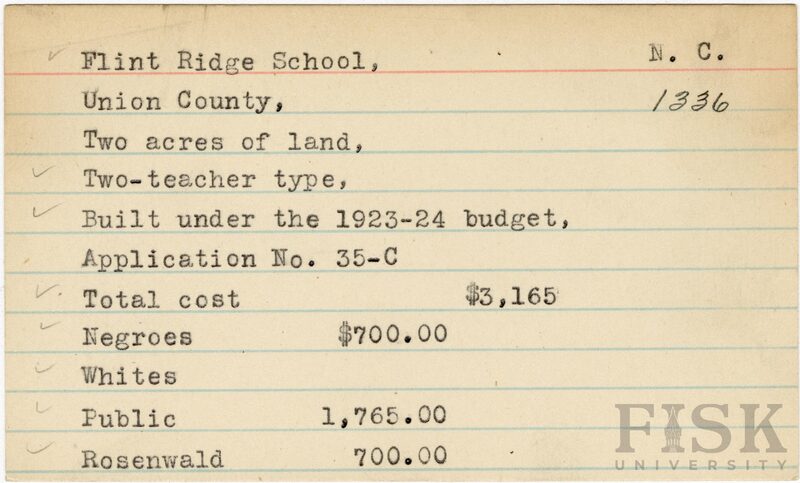 Flint Ridge School, N. C.
Union County, 1336
Two acres of land,
Two-teacher type,
Built under the 1923-24 budget,
Application No. 35-C
Total cost $3,165
Negroes $700.00
Whites
Public 1,765.00
Rosenwald 700.00
FISK
UNIVERSITY